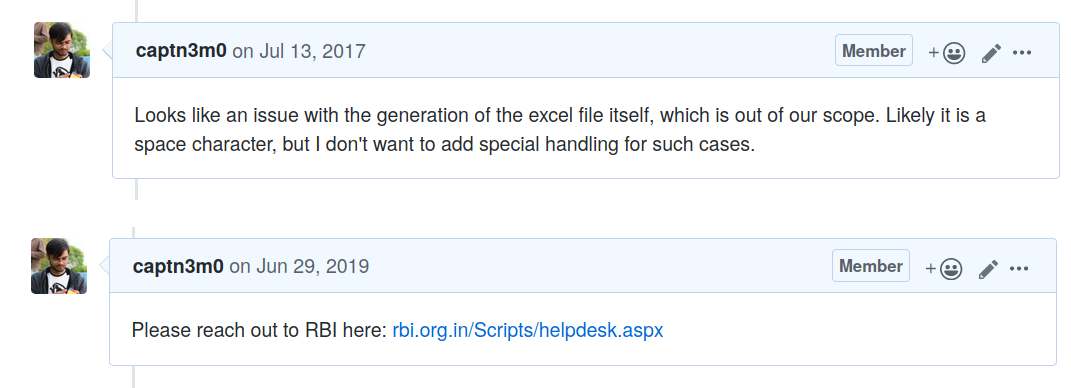 captn3m0 on Jul 13, 2017 Member
Looks like an issue with the generation of the excel file itself, which is out of our scope. Likely it is a
space character, but I don't want to add special handling for such cases.
captn3m0 on Jun 29, 2019 Member
Please reach out to RBI here: rbi.org.in/Scripts/helpdesk.aspx